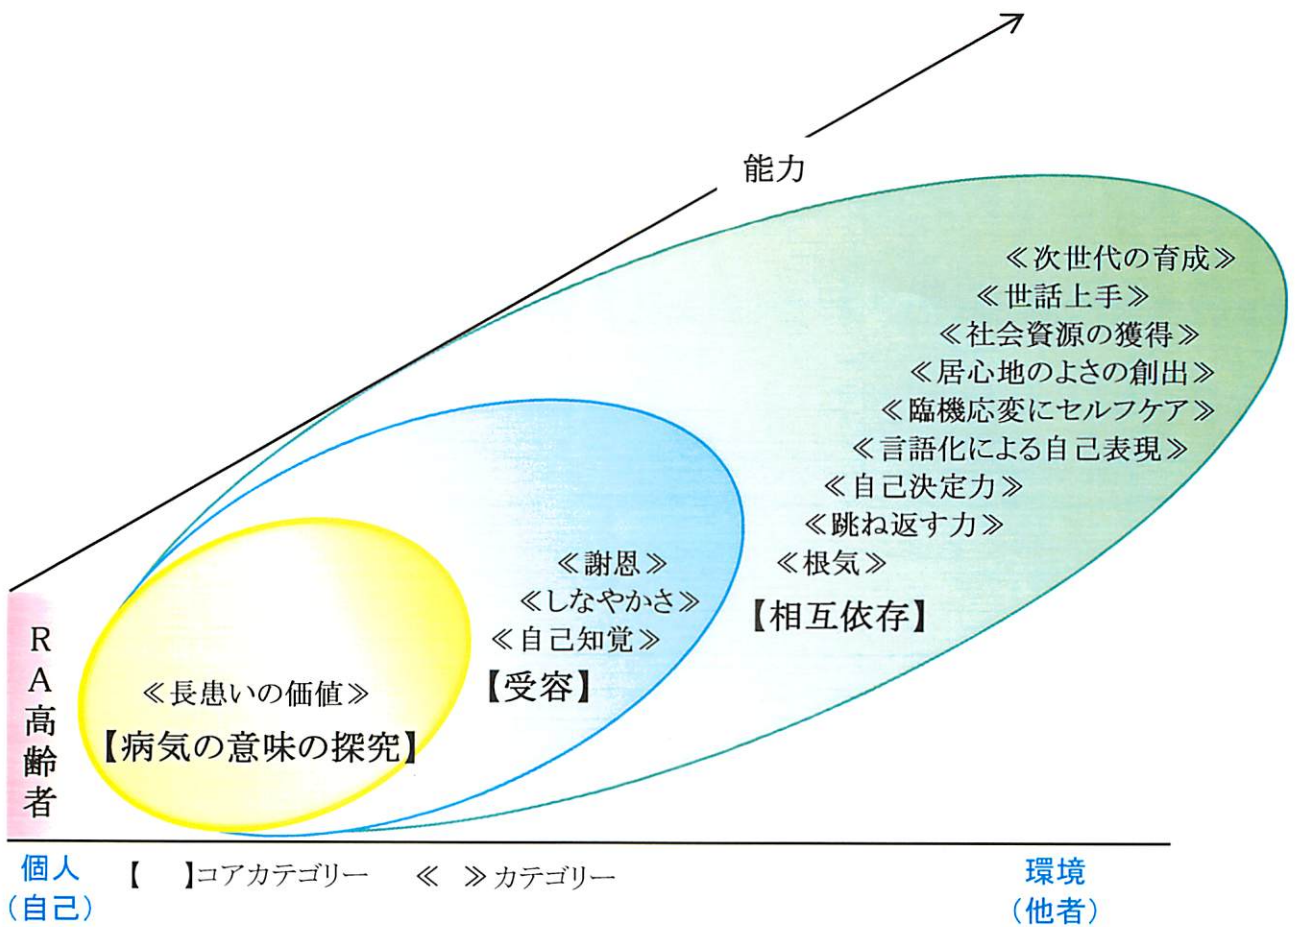 能力
≪次世代の育成≫
≪世話上手≫
≪社会資源の獲得≫
≪居心地のよさの創出≫
≪臨機応変にセルフケア≫
≪言語化による自己表現≫
≪自己決定力≫
≪跳ね返す力≫
≪根気≫
【相互依存】
≪謝恩≫
≪しなやかさ≫
≪自己知覚≫
【受容】
≪長患いの価値≫
【病気の意味の探究】
RA高齢者
個人
（自己）
【　】コアカテゴリー　≪　≫カテゴリー
環境
（他者）